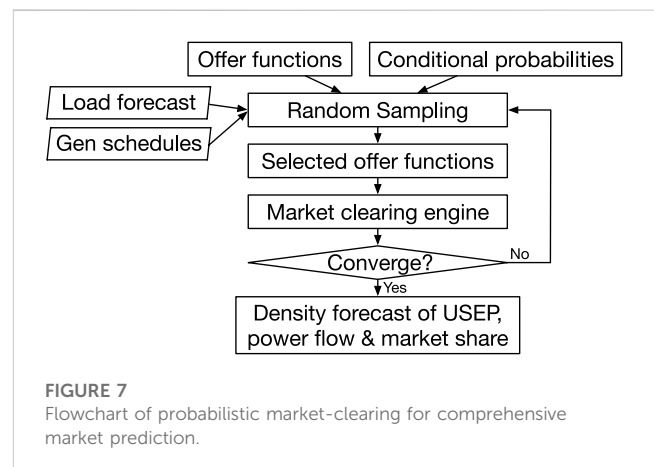 Offer functions
Conditional probabilities
Load forecast
Random Sampling
Gen schedules
Selected offer functions
Market clearing engine
Converge?
No
Yes
Density forecast of USEP,
power flow & market share
FIGURE 7
Flowchart of probabilistic market-clearing for comprehensive
market prediction.